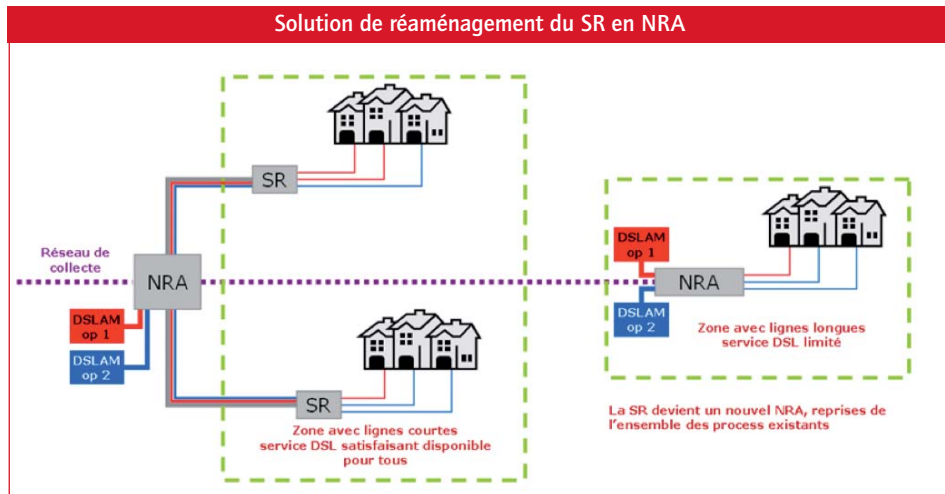 Solution de réaménagement du SR en NRA
SR
Réseau de
collecte
NRA
DSLAM
op 1
DSLAM
op 2
SR
Zone avec lignes courtes
service DSL satisfaisant disponible
pour tous
DSLAM
op 1
NRA
DSLAM
op 2
Zone avec lignes longues
service DSL limité
La SR devient un nouvel NRA, reprises de
l'ensemble des process existants